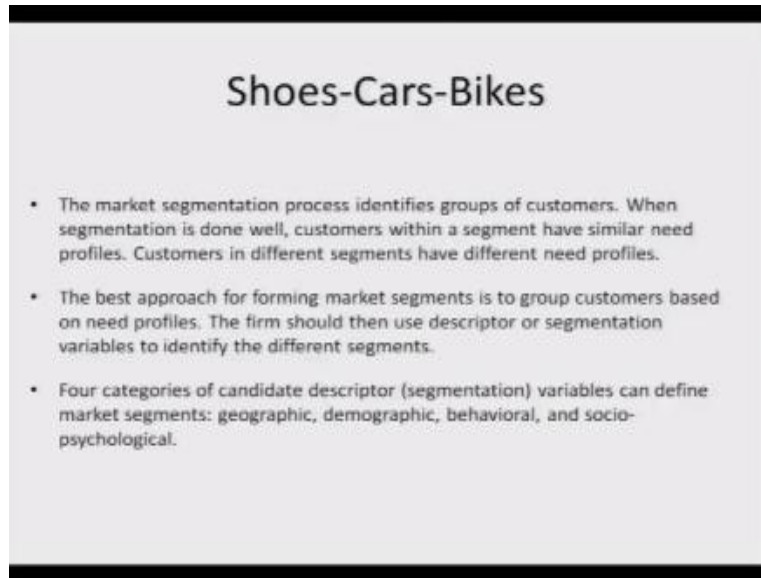 Shoes-Cars-Bikes
• The market segmentation process identifies groups of customers. When
segmentation is done well, customers within a segment have similar need
profiles. Customers in different segments have different need profiles.
• The best approach for forming market segments is to group customers based
on need profiles. The firm should then use descriptor or segmentation
variables to identify the different segments.
• Four categories of candidate descriptor (segmentation) variables can define
market segments: geographic, demographic, behavioral, and socio-
psychological.